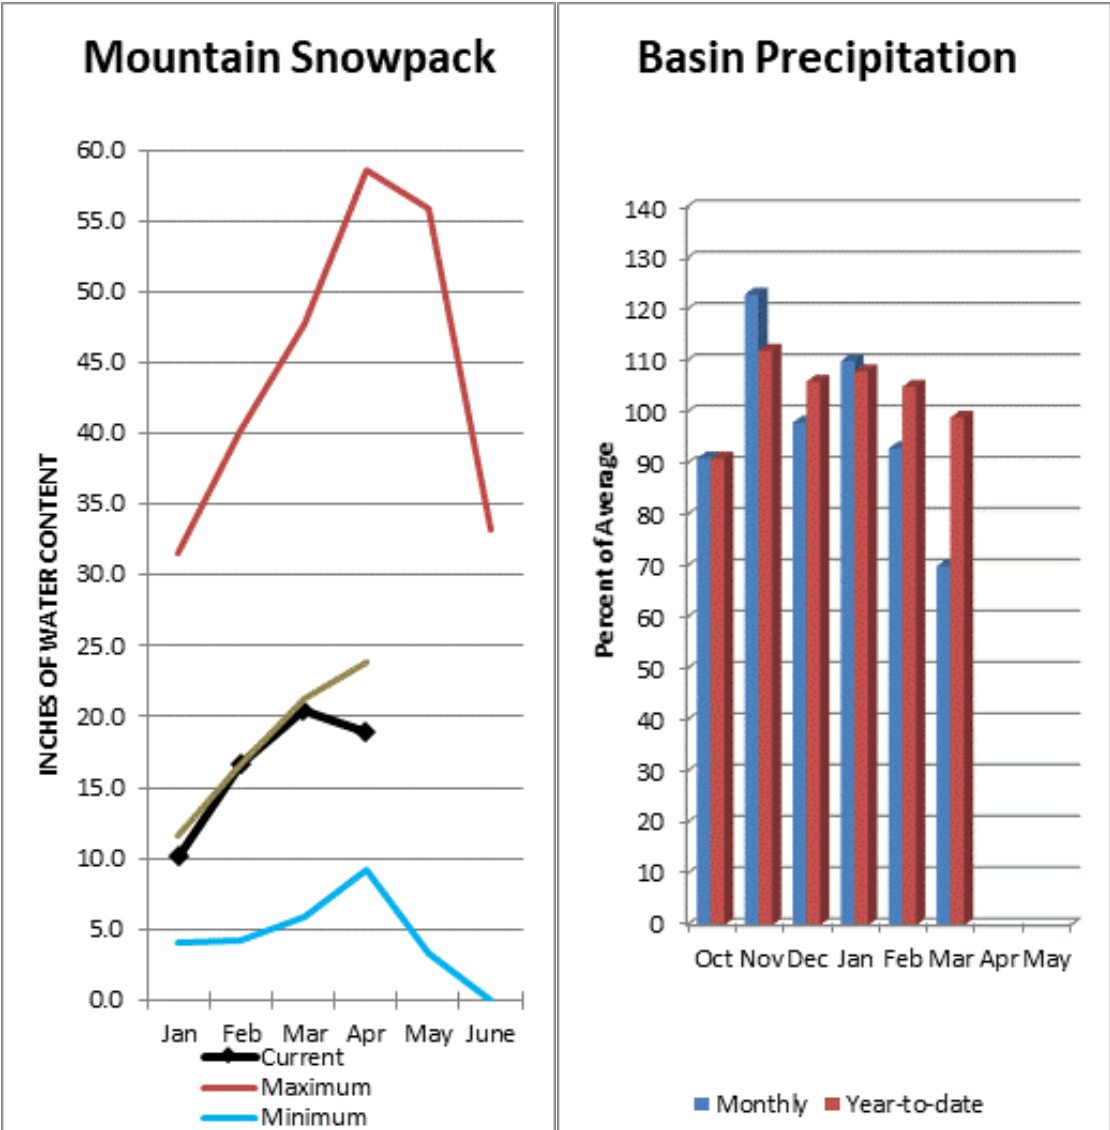 Mountain Snowpack
INCHES OF WATER CONTENT
60.0
55.0
50.0
45.0
40.0
35.0
30.0
25.0
20.0
15.0
10.0
5.0
0.0
Jan Feb Mar Apr May June
Current
Maximum
Minimum
Basin Precipitation
Percent of Average
140
130
120
110
100
90
80
70
60
50
40
30
20
10
0
Oct Nov Dec Jan Feb Mar Apr May
Monthly Year-to-date